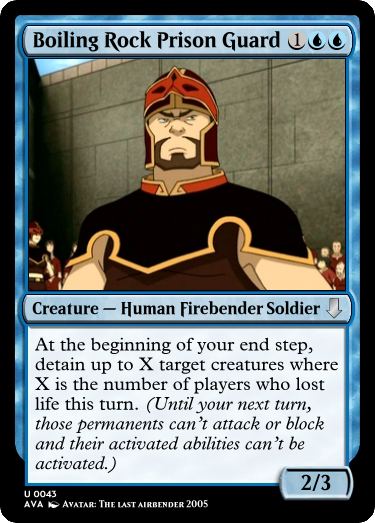 Boiling Rock Prison Guard 1
Creature — Human Firebender Soldier
At the beginning of your end step,
detain up to X target creatures where
X is the number of players who lost
life this turn. (Until your next turn,
those permanents can't attack or block
and their activated abilities can't be
activated.)
2/3
U 0043
AVA Avatar: The last airbender 2005